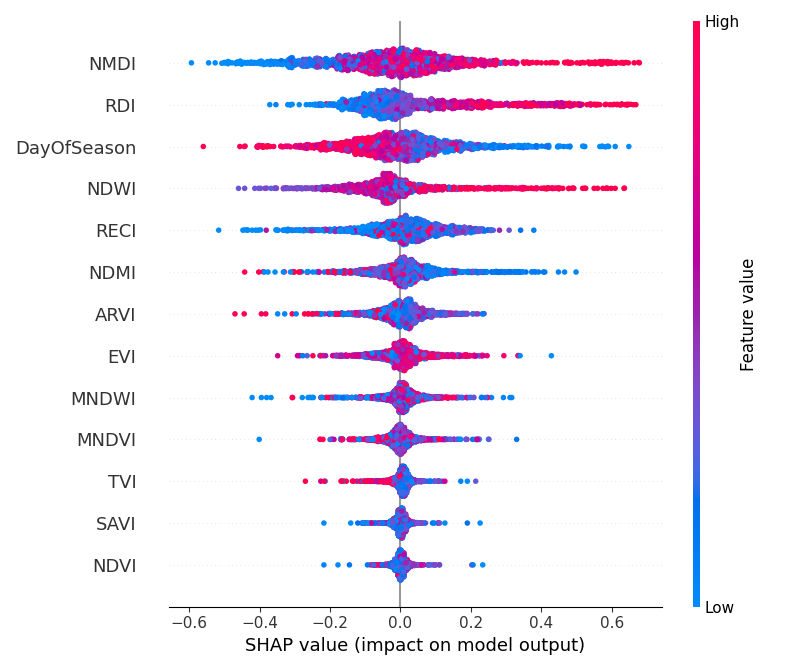 High
NMDI
RDI
DayOfSeason
NDWI
RECI
NDMI
ARVI
EVI
MNDWI
MNDVI
TVI
SAVI
NDVI
Feature value
Low
−0.6 −0.4 −0.2 0.0 0.2 0.4 0.6
SHAP value (impact on model output)